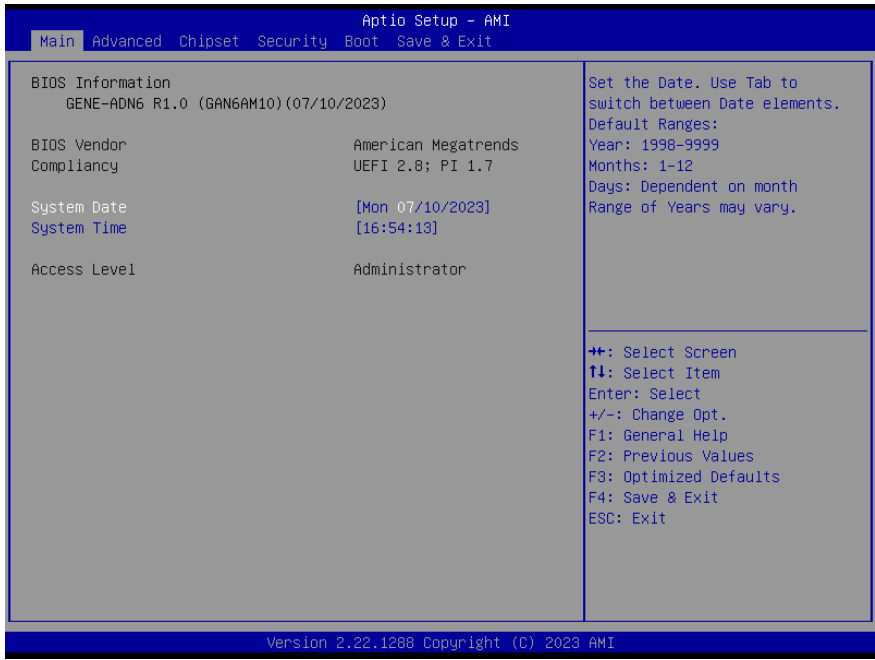 Aptio Setup – AMI
Main Advanced Chipset Security Boot Save & Exit
BIOS Information
GENE-ADN6 R1.0 (GAN6AM10)(07/10/2023)
BIOS Vendor American Megatrends
Compliancy UEFI 2.8; PI 1.7
System Date [Mon 07/10/2023]
System Time [16:54:13]
Access Level Administrator
Set the Date. Use Tab to
switch between Date elements.
Default Ranges:
Year: 1998-9999
Months: 1-12
Days: Dependent on month
Range of Years may vary.
→←: Select Screen
↑↓: Select Item
Enter: Select
+/-: Change Opt.
F1: General Help
F2: Previous Values
F3: Optimized Defaults
F4: Save & Exit
ESC: Exit
Version 2.22.1288 Copyright (C) 2023 AMI